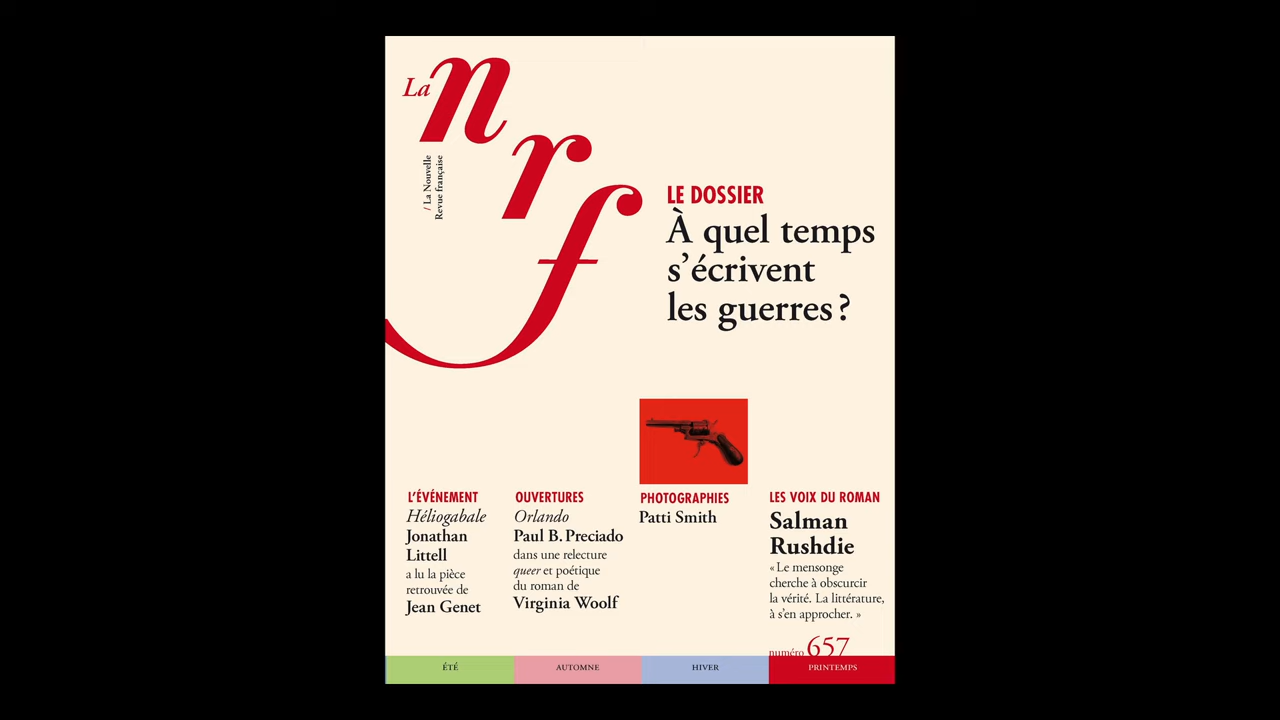 La nrf
/ La Nouvelle
Revue française
LE DOSSIER
À quel temps
s’écrivent
les guerres ?
L’ÉVÉNEMENT
Héliogabale
Jonathan
Littell
a lu la pièce
retrouvée de
Jean Genet
OUVERTURES
Orlando
Paul B. Preciado
dans une relecture
queer et poétique
du roman de
Virginia Woolf
PHOTOGRAPHIES
Patti Smith
LES VOIX DU ROMAN
Salman
Rushdie
« Le mensonge
cherche à obscurcir
la vérité. La littérature,
à s’en approcher. »
numéro 657
ÉTÉ
AUTOMNE
HIVER
PRINTEMPS